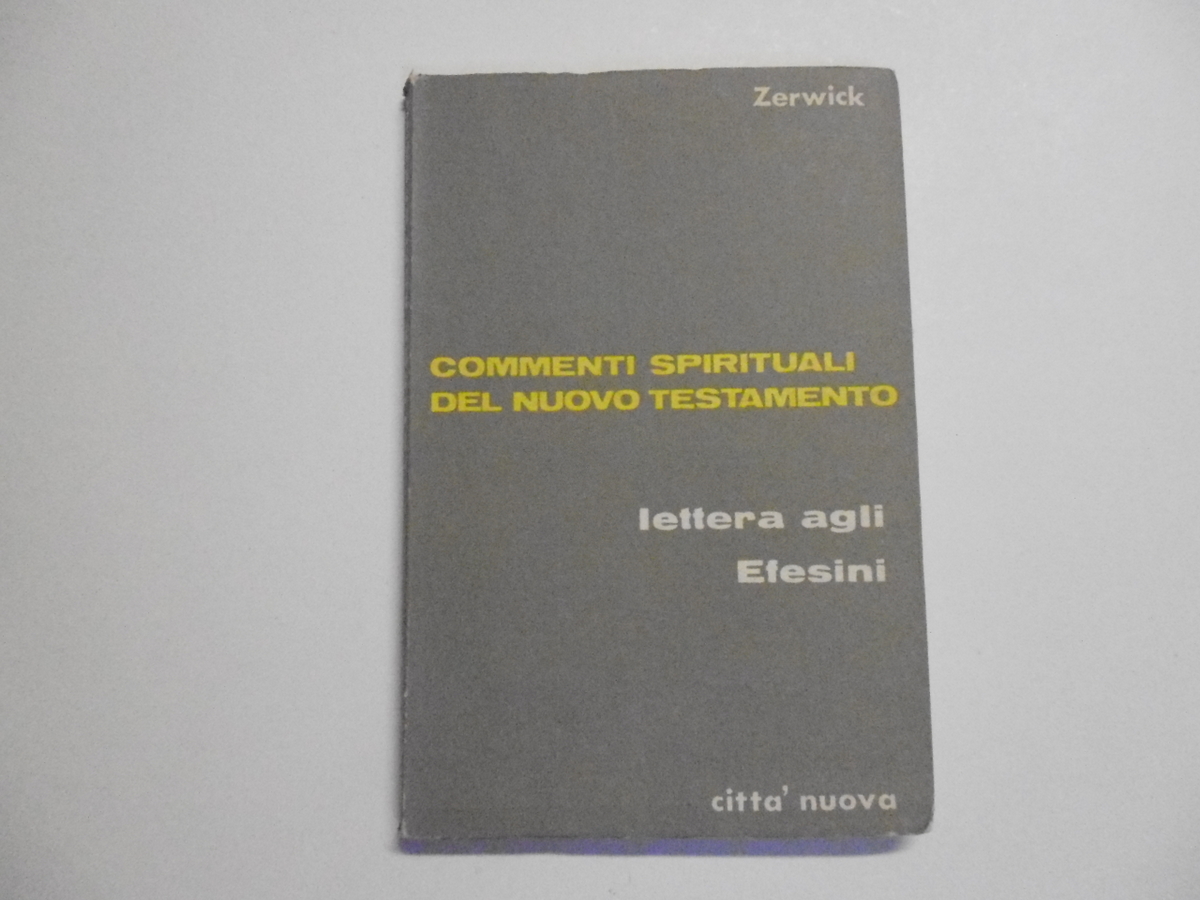 Zerwick
COMMENTI SPIRITUALI
DEL NUOVO TESTAMENTO
lettera agli
Efesini
citta' nuova